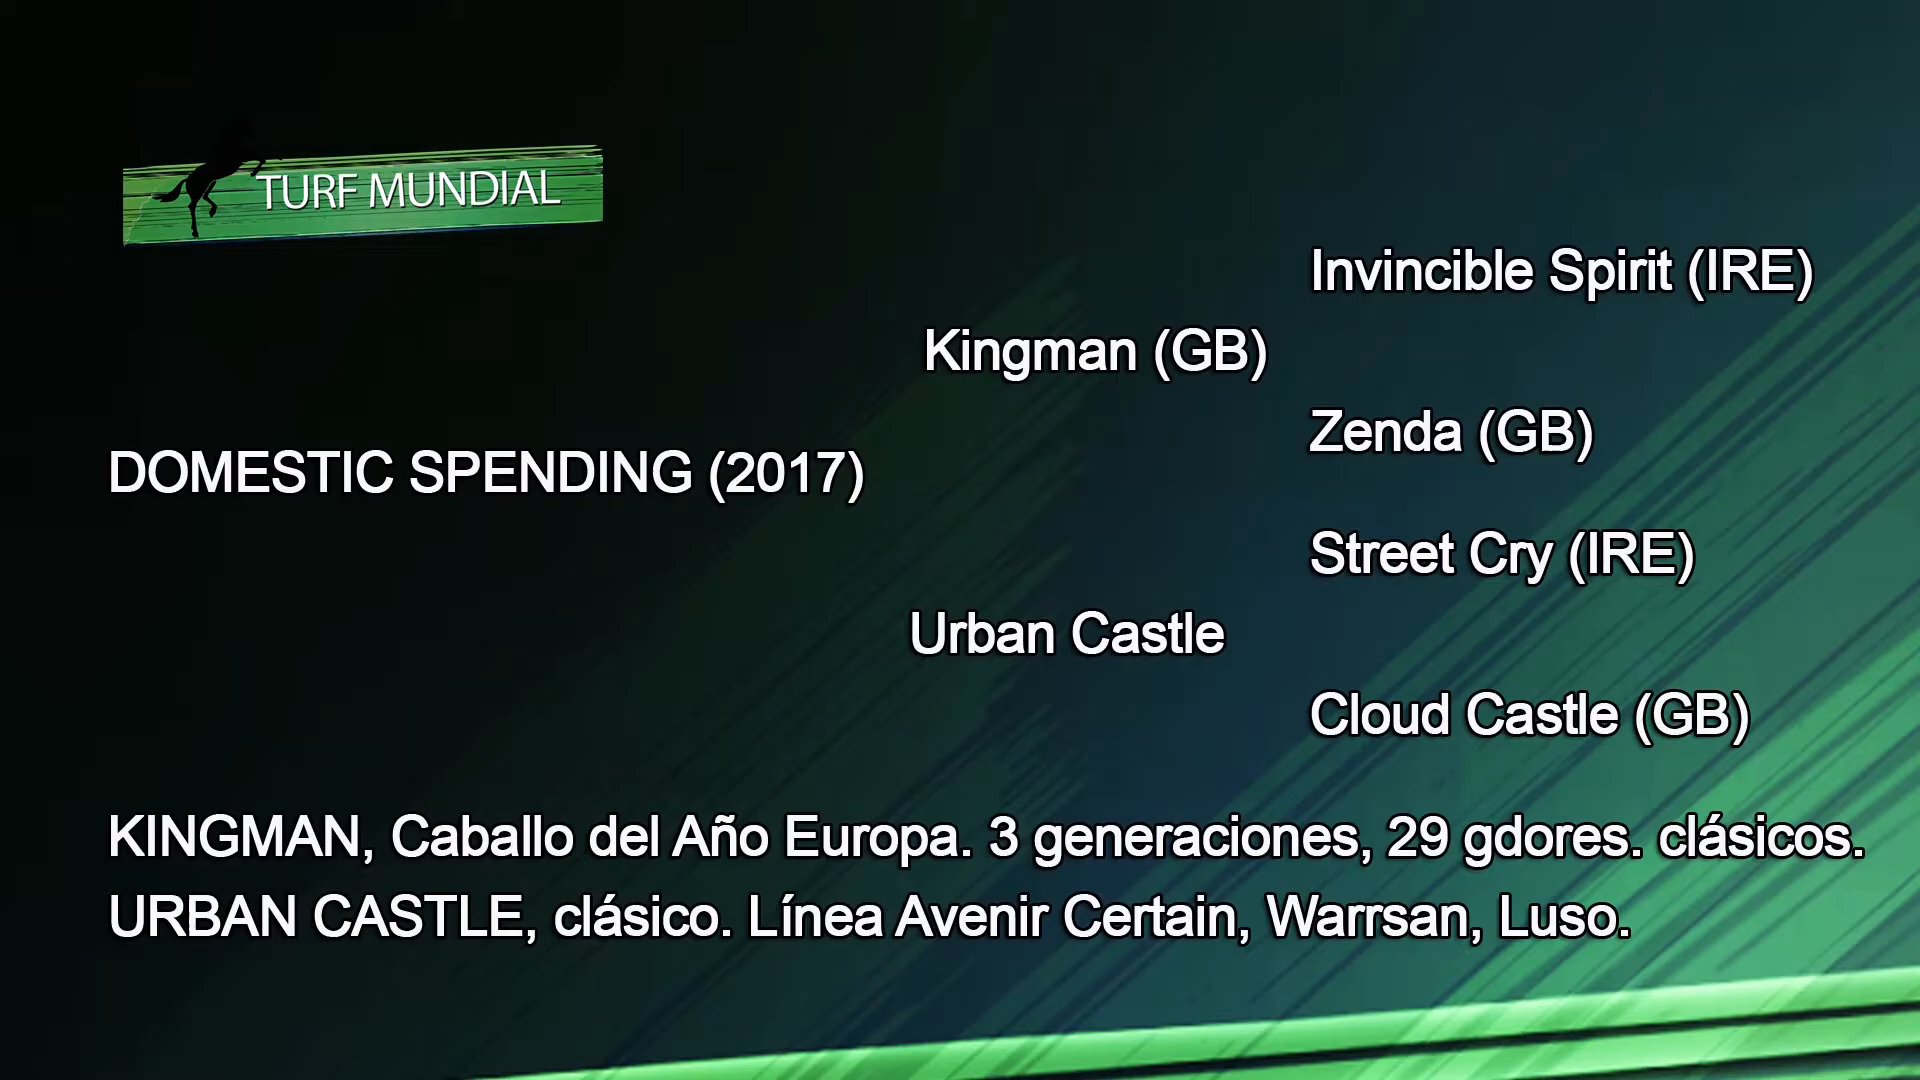 TURF MUNDIAL
Invincible Spirit (IRE)
Kingman (GB)
Zenda (GB)
DOMESTIC SPENDING (2017)
Street Cry (IRE)
Urban Castle
Cloud Castle (GB)
KINGMAN, Caballo del Año Europa. 3 generaciones, 29 gdores. clásicos.
URBAN CASTLE, clásico. Línea Avenir Certain, Warrsan, Luso.